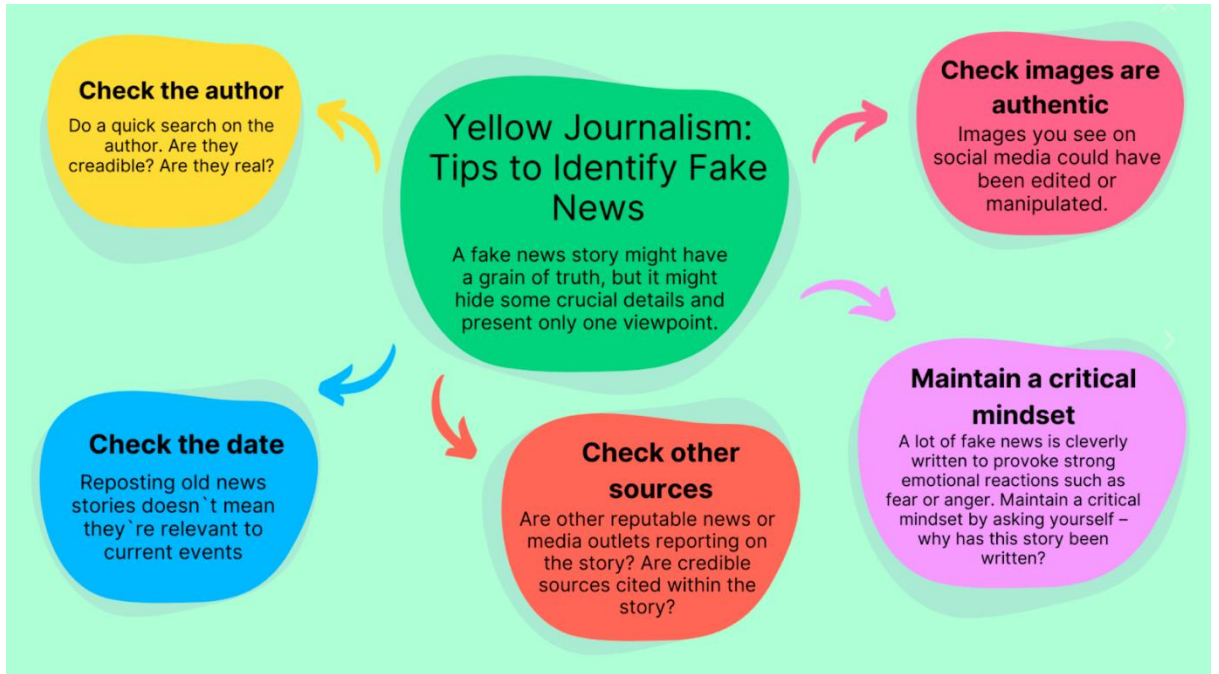 Check the author
Do a quick search on the
author. Are they
creadible? Are they real?
Yellow Journalism:
Tips to Identify Fake
News
A fake news story might have
a grain of truth, but it might
hide some crucial details and
present only one viewpoint.
Check images are
authentic
Images you see on
social media could have
been edited or
manipulated.
Check the date
Reposting old news
stories doesn`t mean
they`re relevant to
current events
Check other
sources
Are other reputable news or
media outlets reporting on
the story? Are credible
sources cited within the
story?
Maintain a critical
mindset
A lot of fake news is cleverly
written to provoke strong
emotional reactions such as
fear or anger. Maintain a critical
mindset by asking yourself –
why has this story been
written?